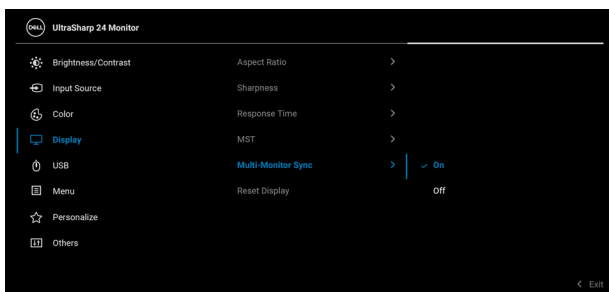 DELL UltraSharp 24 Monitor
Brightness/Contrast Aspect Ratio
Input Source Sharpness
Color Response Time
Display MST
USB Multi-Monitor Sync On
Menu Reset Display Off
Personalize
Others
Exit